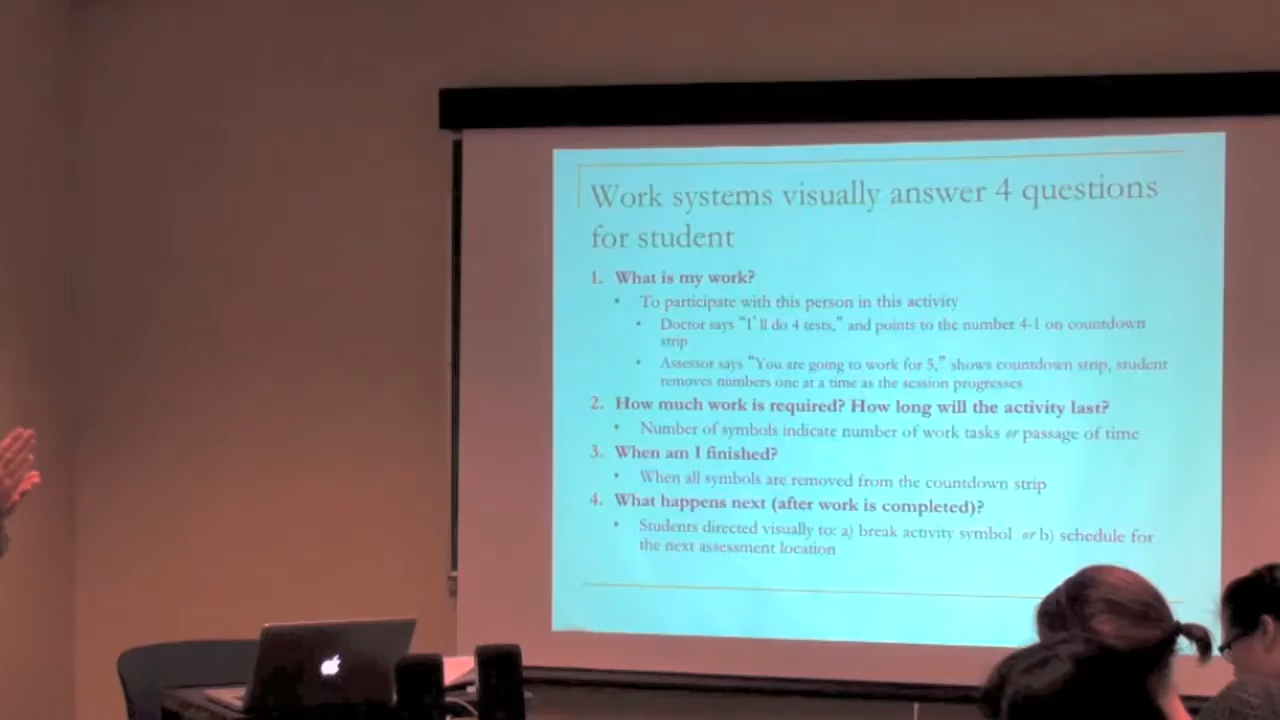 Work systems visually answer 4 questions
for student
1. What is my work?
• To participate with this person in this activity
• Doctor says "I'll do 4 tests," and points to the number 4-1 on countdown
strip
• Assessor says "You are going to work for 5," shows countdown strip, student
removes numbers one at a time as the session progresses
2. How much work is required? How long will the activity last?
• Number of symbols indicate number of work tasks or passage of time
3. When am I finished?
• When all symbols are removed from the countdown strip
4. What happens next (after work is completed)?
• Students directed visually to: a) break activity symbol or b) schedule for
the next assessment location